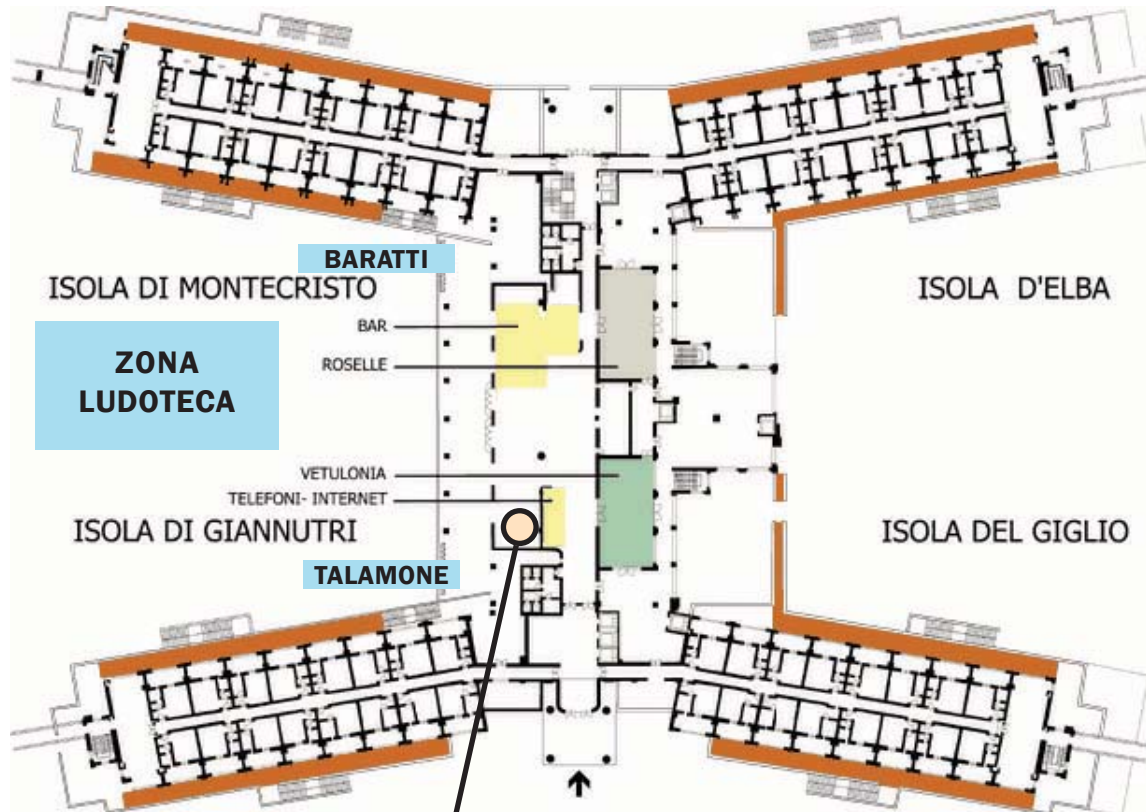 BARATTI
ISOLA DI MONTECRISTO
ISOLA D'ELBA
BAR
ZONA
LUDOTECA
ROSELLE
VETULONIA
TELEFONI- INTERNET
ISOLA DI GIANNUTRI
ISOLA DEL GIGLIO
TALAMONE